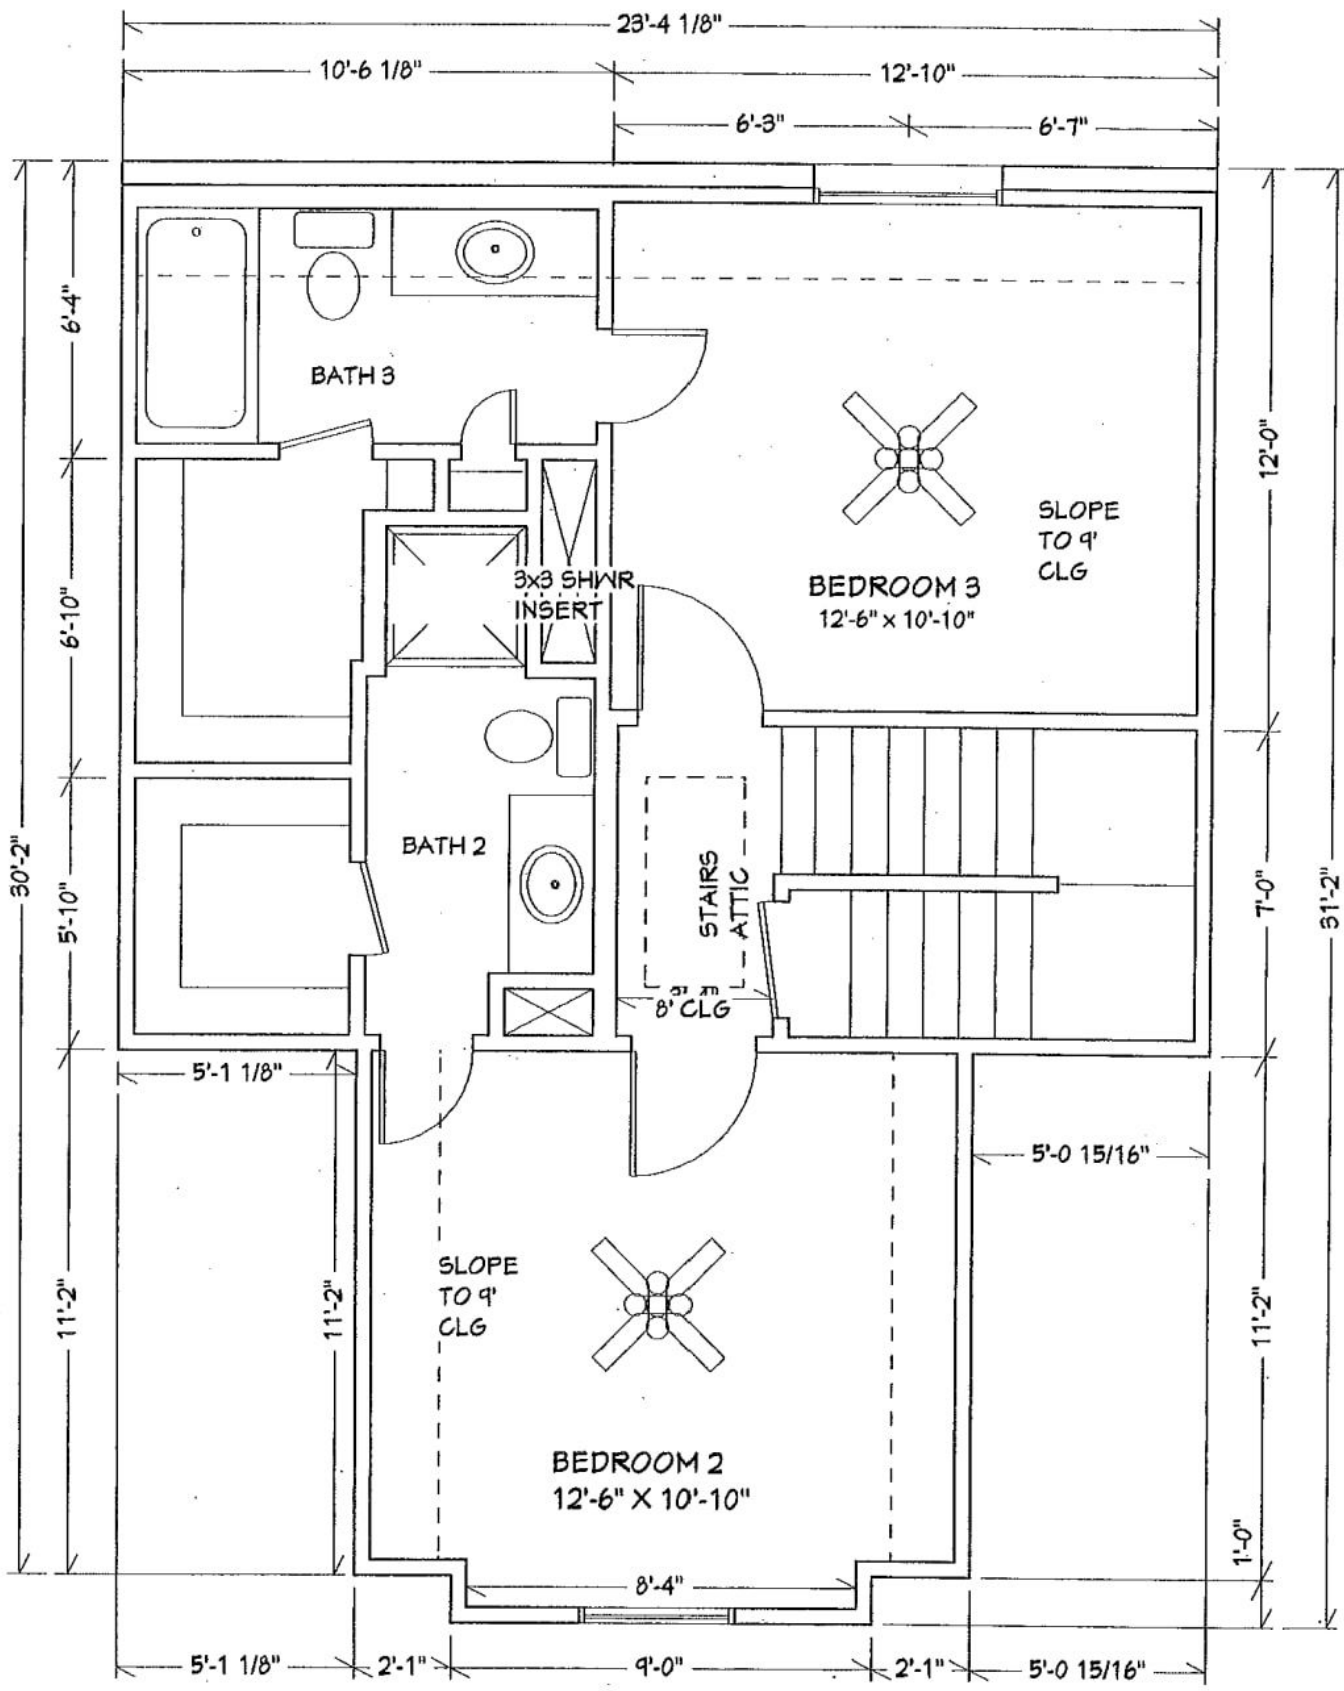 23'-4 1/8"
10'-6 1/8"
12'-10"
6'-3"
6'-7"
6'-4"
BATH 3
12'-0"
SLOPE
TO 9'
CLG
3x3 SHWR
INSERT
BEDROOM 3
12'-6" x 10'-10"
6'-10"
30'-2"
5'-10"
BATH 2
STAIRS
ATTIC
7'-0"
31'-2"
8' CLG
5'-1 1/8"
5'-0 15/16"
11'-2"
11'-2"
SLOPE
TO 9'
CLG
11'-2"
BEDROOM 2
12'-6" X 10'-10"
1'-0"
8'-4"
5'-1 1/8"
2'-1"
9'-0"
2'-1"
5'-0 15/16"